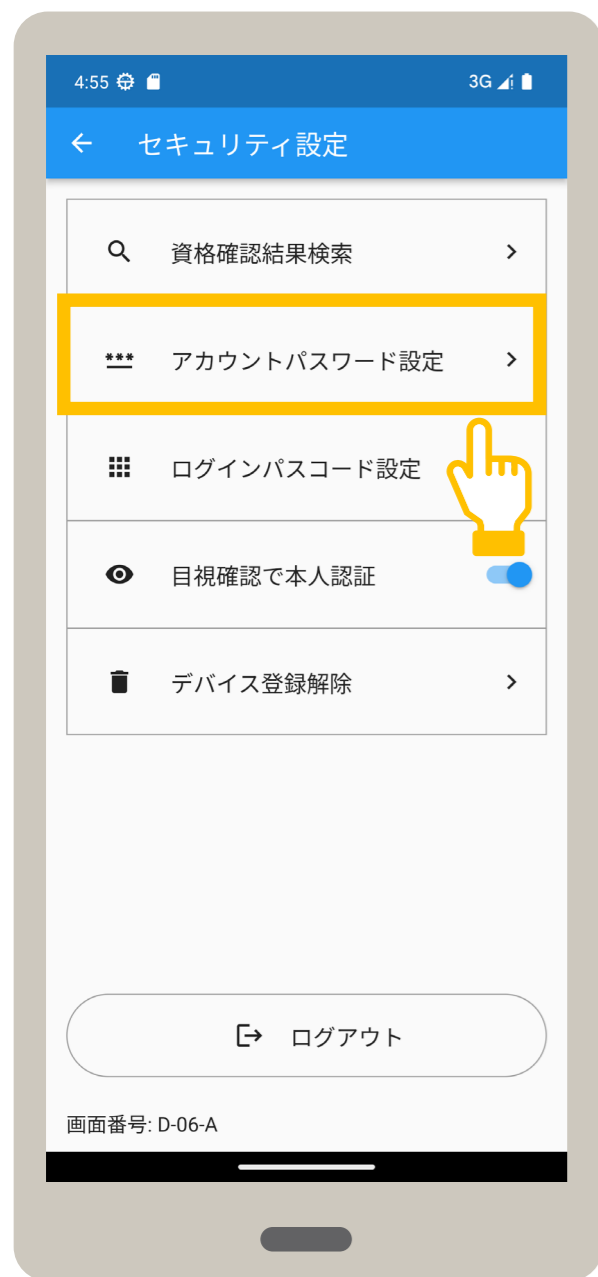 4:55 3G
セキュリティ設定
資格確認結果検索
アカウントパスワード設定
ログインパスコード設定
目視確認で本人認証
デバイス登録解除
ログアウト
画面番号: D-06-A